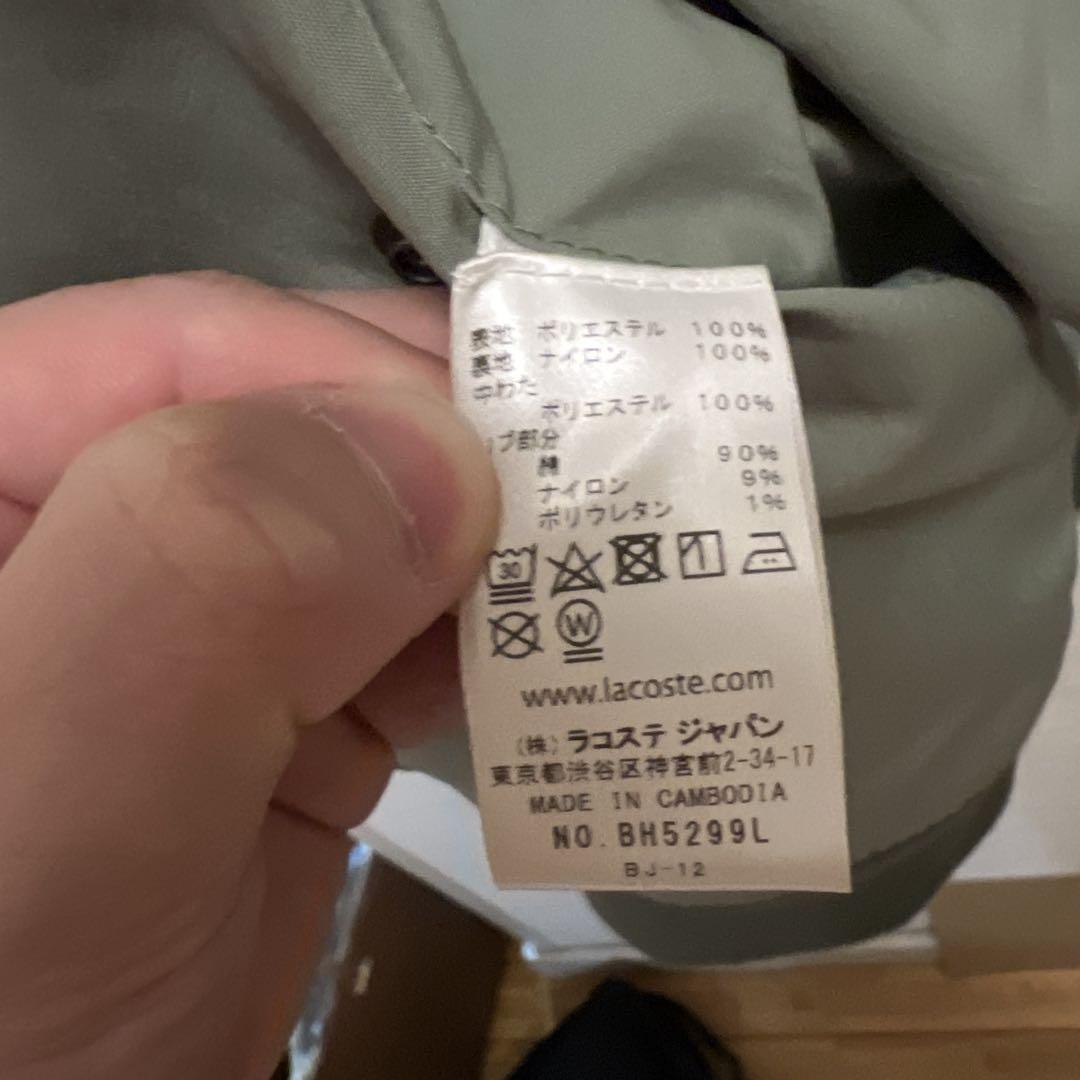 表地 ポリエステル 100%
裏地 ナイロン 100%
中わた
ポリエステル 100%
ブ部分
綿 90%
ナイロン 9%
ポリウレタン 1%
30
W
www.lacoste.com
(株) ラコステ ジャパン
東京都渋谷区神宮前2-34-17
MADE IN CAMBODIA
NO. BH5299L
BJ-12